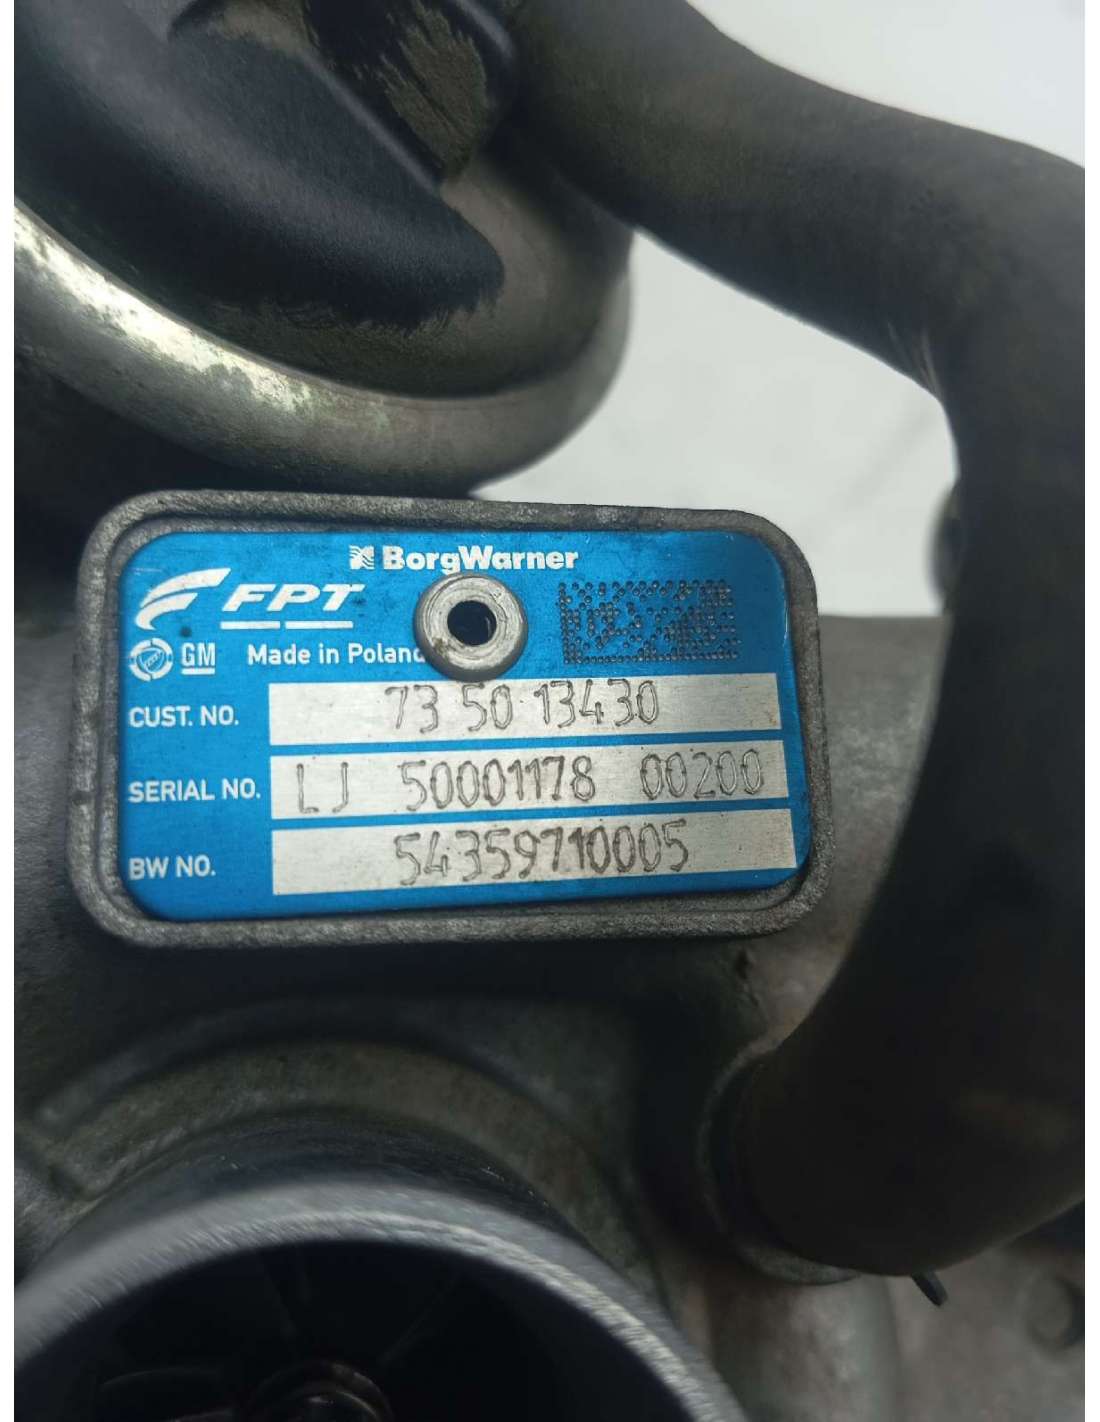 BorgWarner
FPT
GM Made in Poland
CUST. NO. 73 50 13430
SERIAL NO. LJ 50001178 00200
BW NO. 54359710005